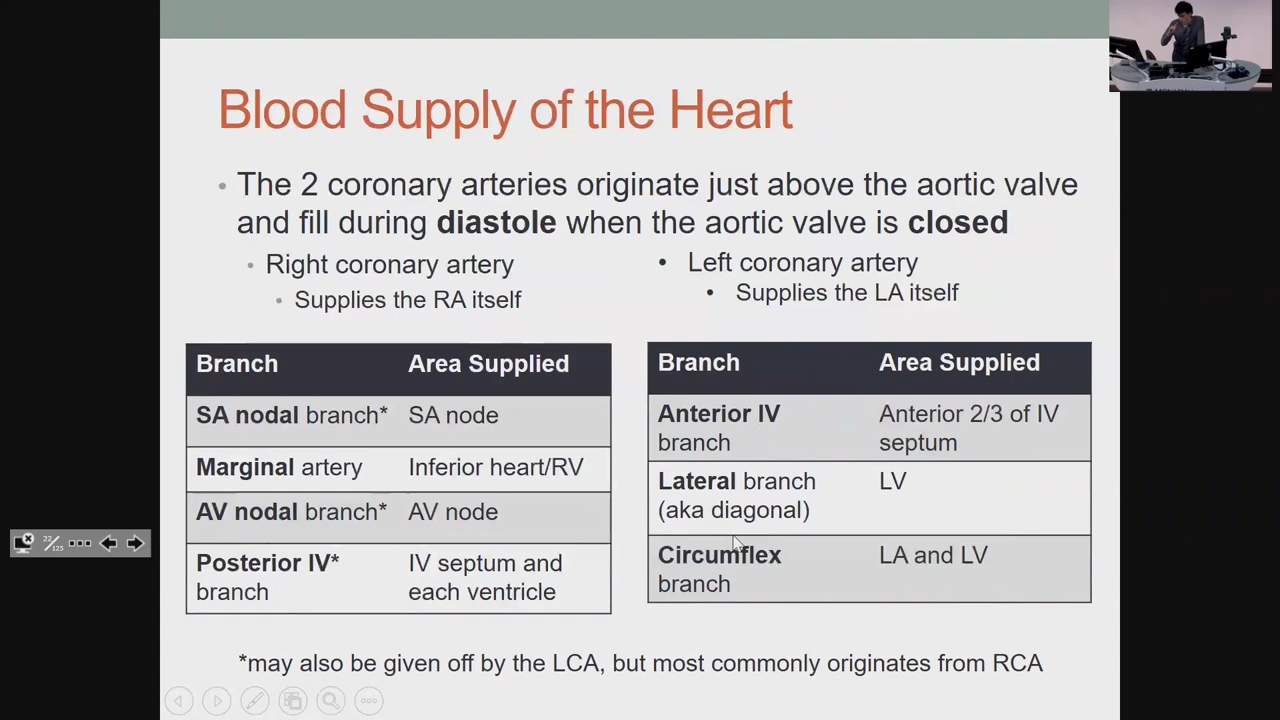 Blood Supply of the Heart
• The 2 coronary arteries originate just above the aortic valve
and fill during diastole when the aortic valve is closed
• Right coronary artery
• Supplies the RA itself
• Left coronary artery
• Supplies the LA itself
Branch Area Supplied
SA nodal branch* SA node
Marginal artery Inferior heart/RV
AV nodal branch* AV node
Posterior IV* IV septum and
branch each ventricle
Branch Area Supplied
Anterior IV Anterior 2/3 of IV
branch septum
Lateral branch LV
(aka diagonal)
Circumflex LA and LV
branch
*may also be given off by the LCA, but most commonly originates from RCA
22/125